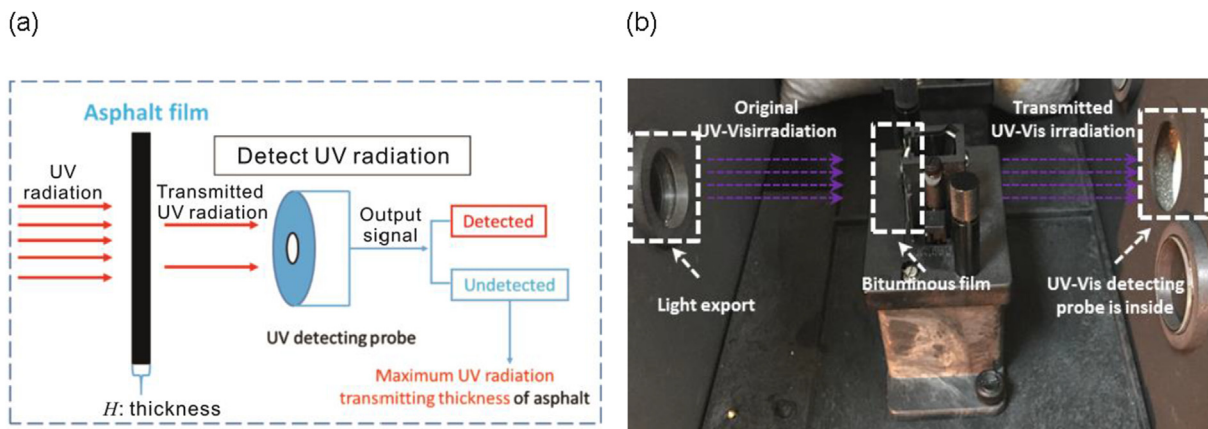 (a)
(b)
Asphalt film
UV
radiation
Detect UV radiation
Transmitted
UV radiation
Output
signal
Detected
Undetected
UV detecting probe
H: thickness
Maximum UV radiation
transmitting thickness of asphalt
Original
UV-Visirradiation
Transmitted
UV-Vis irradiation
Light export
Bituminous film
UV-Vis detecting
probe is inside